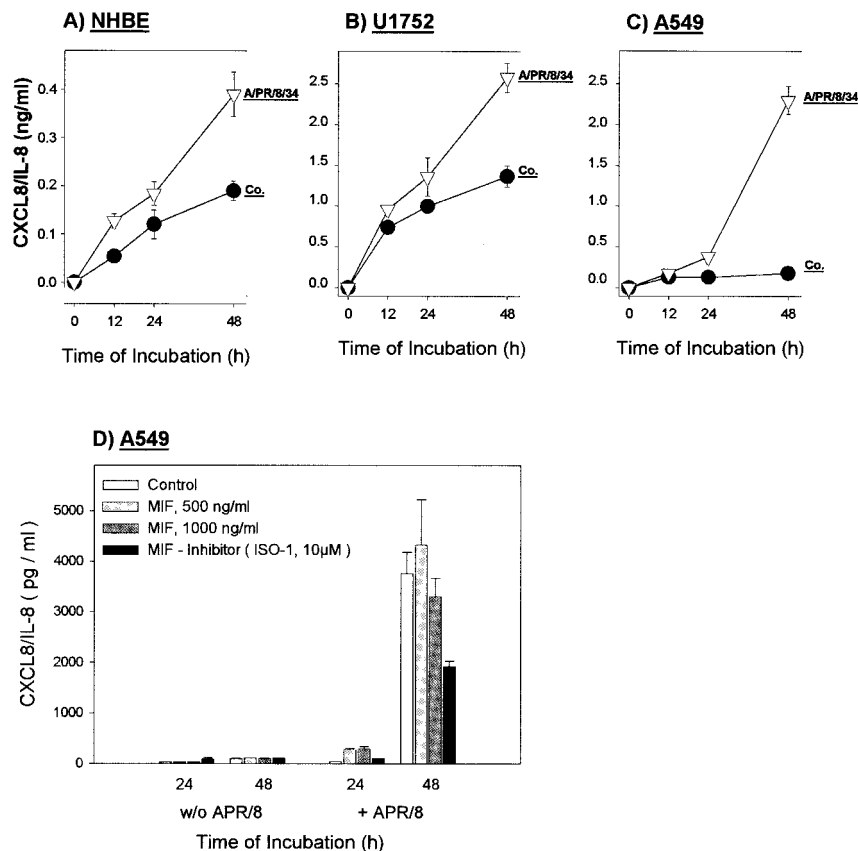 A) NHBE
B) U1752
C) A549
CXCL8/IL-8 (ng/ml)
0.4
0.3
0.2
0.1
0.0
A/PR/8/34
Co.
0
12
24
48
Time of Incubation (h)
2.5
2.0
1.5
1.0
0.5
0.0
A/PR/8/34
Co.
0
12
24
48
Time of Incubation (h)
2.5
2.0
1.5
1.0
0.5
0.0
A/PR/8/34
Co.
0
12
24
48
Time of Incubation (h)
D) A549
CXCL8/IL-8 ( pg / ml )
5000
4000
3000
2000
1000
0
Control
MIF, 500 ng/ml
MIF, 1000 ng/ml
MIF - Inhibitor ( ISO-1, 10µM )
24
48
24
48
w/o APR/8
+ APR/8
Time of Incubation (h)